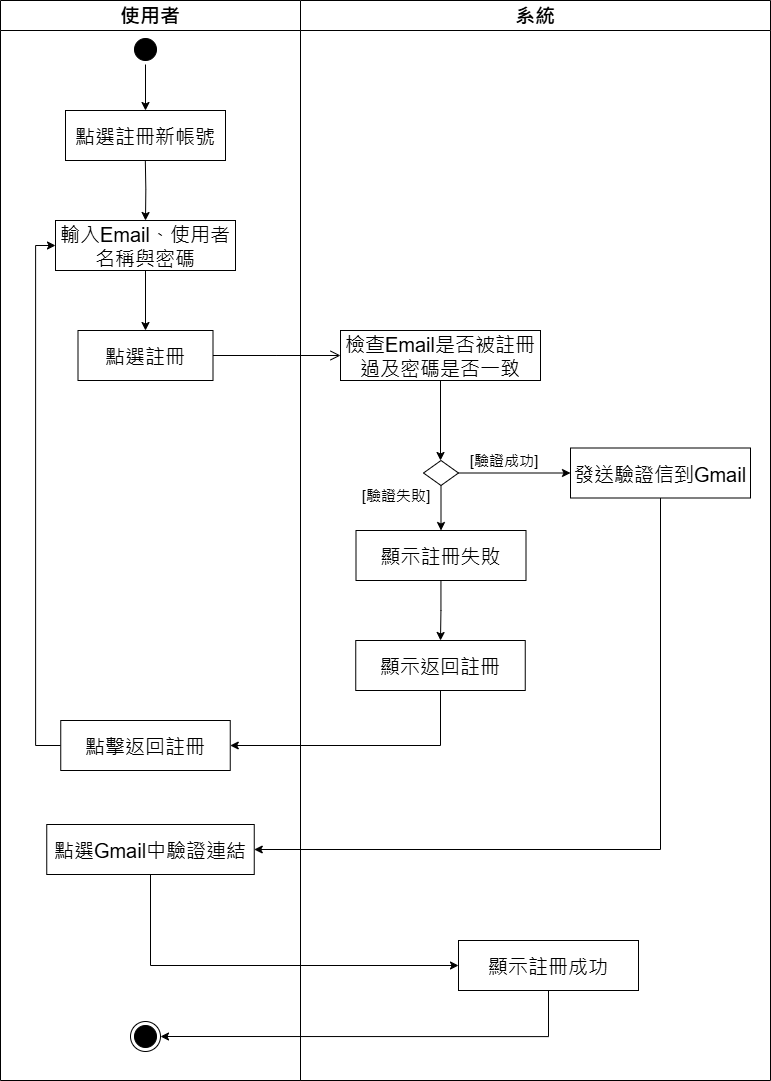 使用者
系統
點選註冊新帳號
輸入Email、使用者
名稱與密碼
點選註冊
檢查Email是否被註冊
過及密碼是否一致
[驗證成功]
發送驗證信到Gmail
[驗證失敗]
顯示註冊失敗
顯示返回註冊
點擊返回註冊
點選Gmail中驗證連結
顯示註冊成功